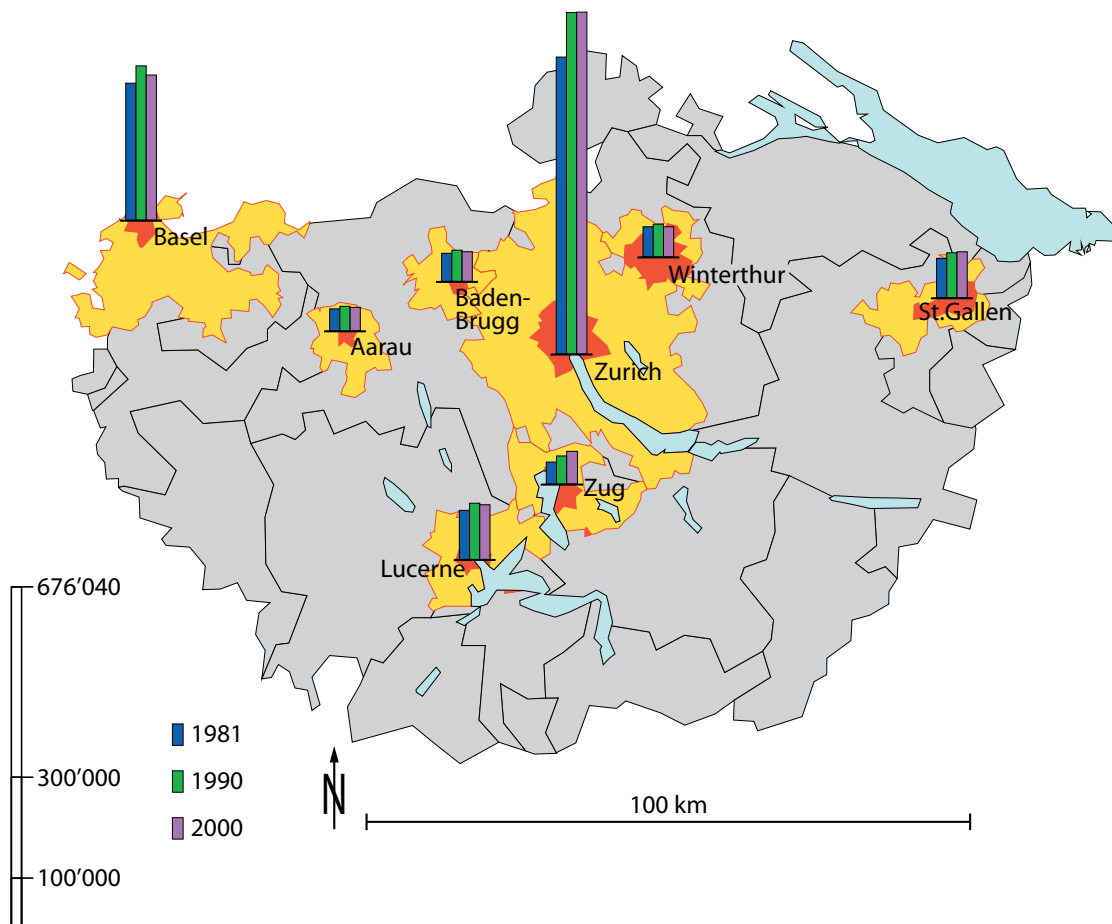 Basel
Winterthur
Baden-
Brugg
St.Gallen
Aarau
Zurich
Zug
Lucerne
676’040
300’000
100’000
1981
1990
2000
N
100 km